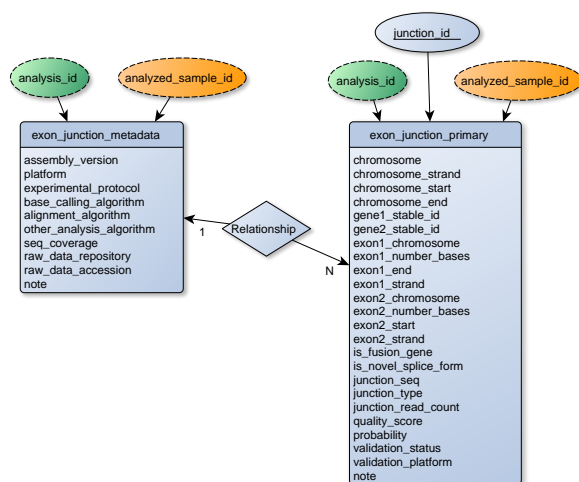 junction_id
analysis_id
analyzed_sample_id
analysis_id
analyzed_sample_id
exon_junction_metadata
assembly_version
platform
experimental_protocol
base_calling_algorithm
alignment_algorithm
other_analysis_algorithm
seq_coverage
raw_data_repository
raw_data_accession
note
1
Relationship
N
exon_junction_primary
chromosome
chromosome_strand
chromosome_start
chromosome_end
gene1_stable_id
gene2_stable_id
exon1_chromosome
exon1_number_bases
exon1_end
exon1_strand
exon2_chromosome
exon2_number_bases
exon2_start
exon2_strand
is_fusion_gene
is_novel_splice_form
junction_seq
junction_type
junction_read_count
quality_score
probability
validation_status
validation_platform
note